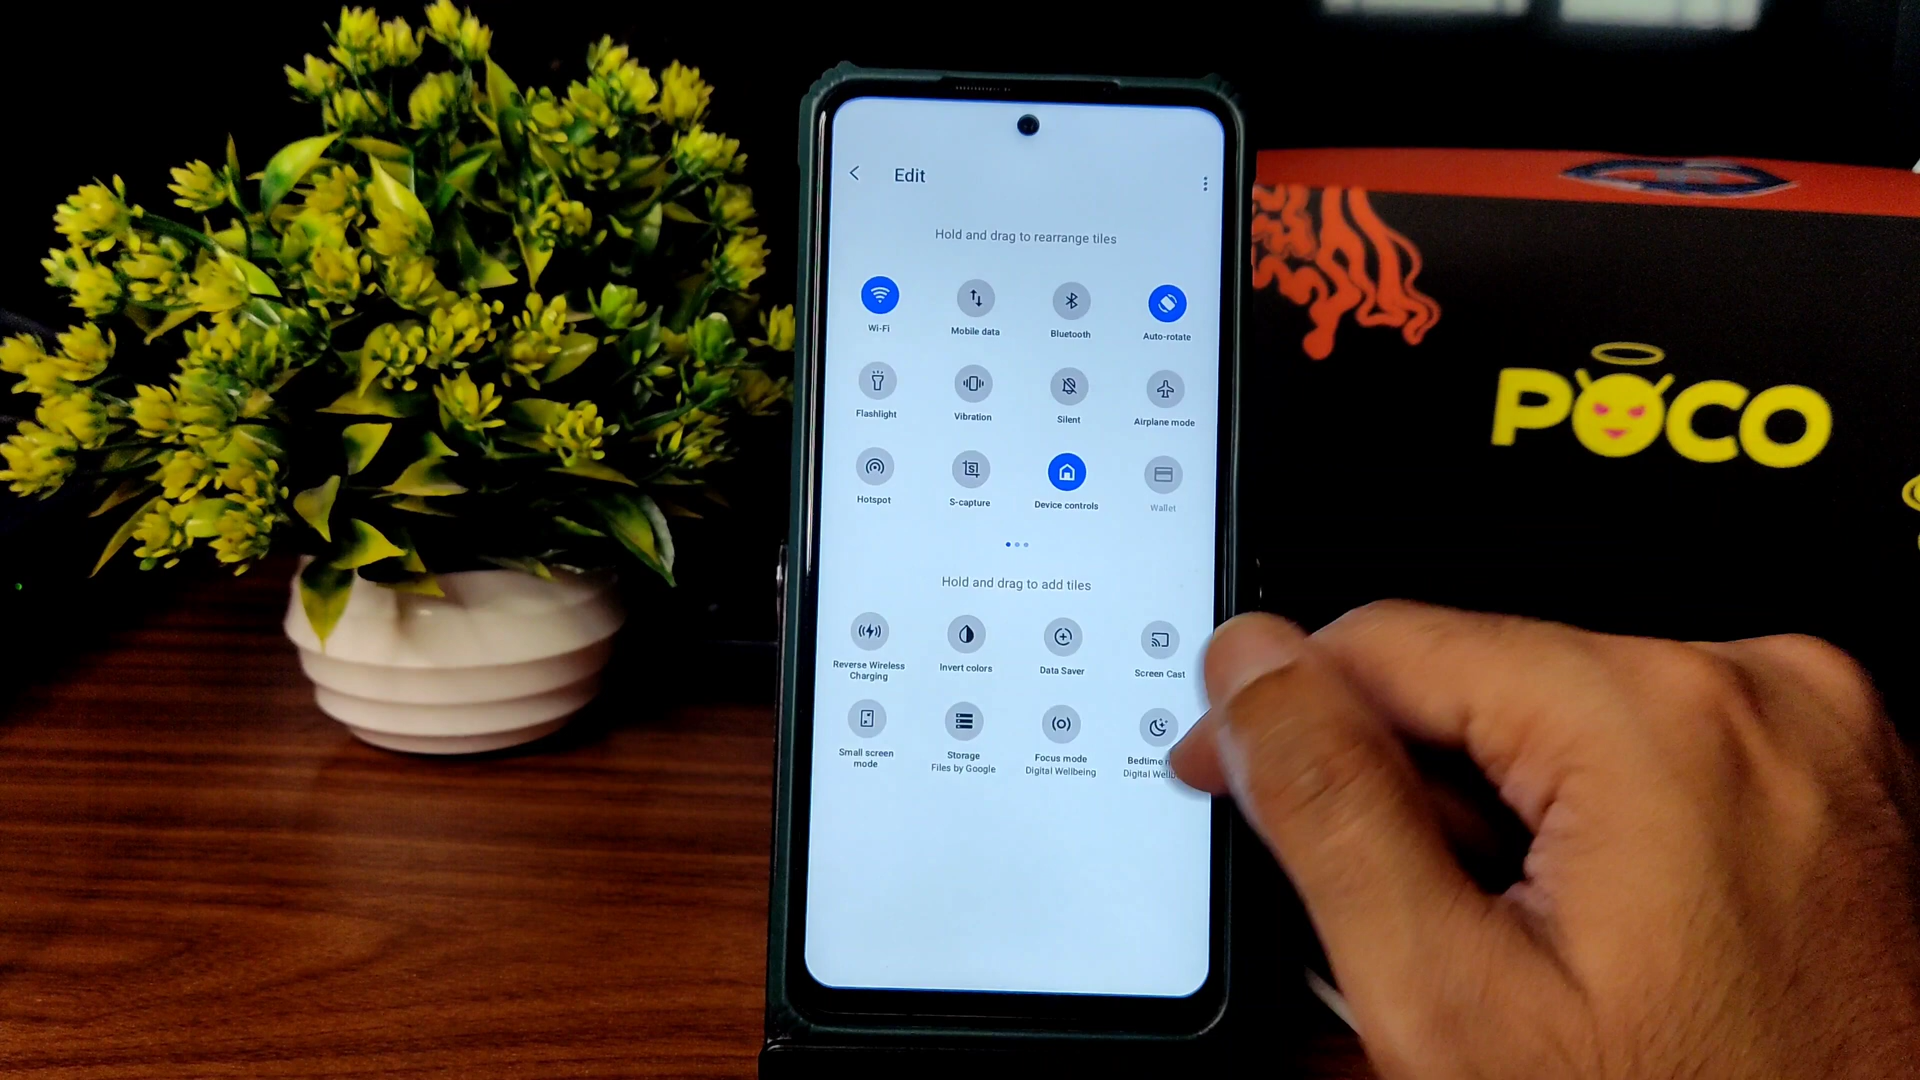 Edit
Hold and drag to rearrange tiles
Wi-Fi
Mobile data
Bluetooth
Auto-rotate
Flashlight
Vibration
Silent
Airplane mode
Hotspot
S-capture
Device controls
Wallet
Hold and drag to add tiles
Reverse Wireless
Charging
Invert colors
Data Saver
Screen Cast
Small screen
mode
Storage
Files by Google
Focus mode
Digital Wellbeing
Bedtime
Digital
POCO